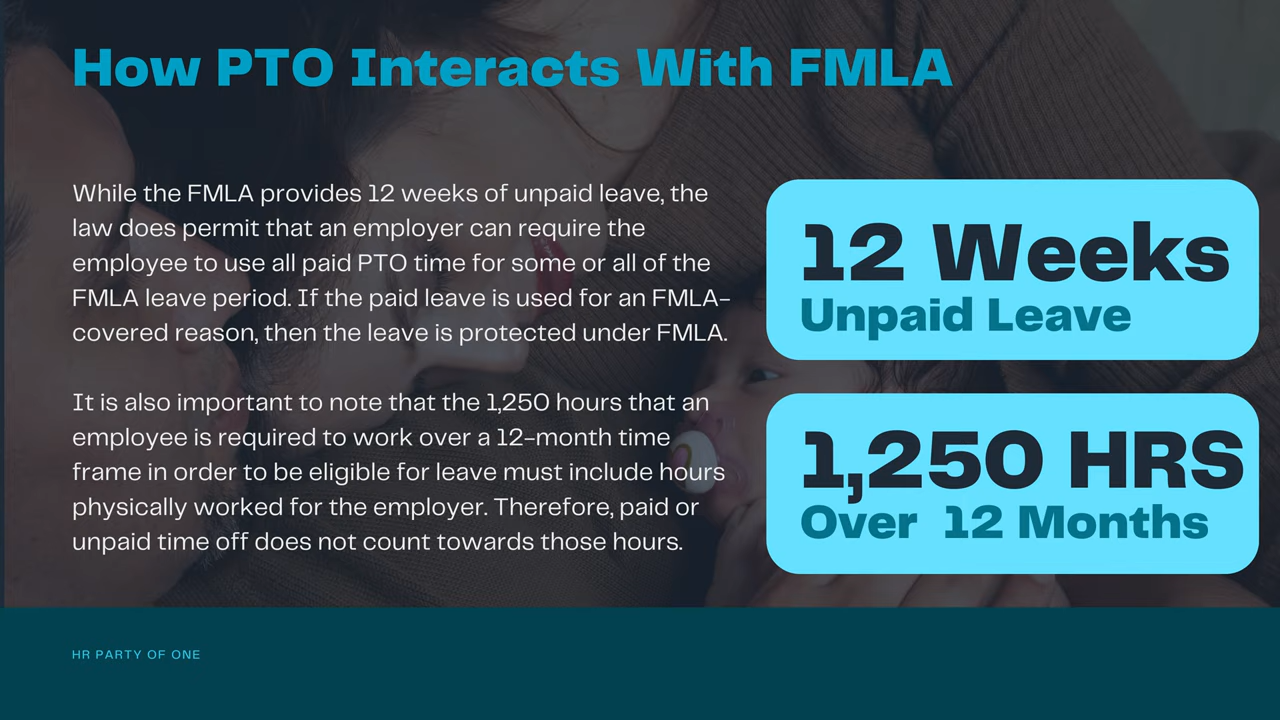 How PTO Interacts With FMLA
While the FMLA provides 12 weeks of unpaid leave, the
law does permit that an employer can require the
employee to use all paid PTO time for some or all of the
FMLA leave period. If the paid leave is used for an FMLA-
covered reason, then the leave is protected under FMLA.
It is also important to note that the 1,250 hours that an
employee is required to work over a 12-month time
frame in order to be eligible for leave must include hours
physically worked for the employer. Therefore, paid or
unpaid time off does not count towards those hours.
12 Weeks
Unpaid Leave
1,250 HRS
Over 12 Months
HR PARTY OF ONE